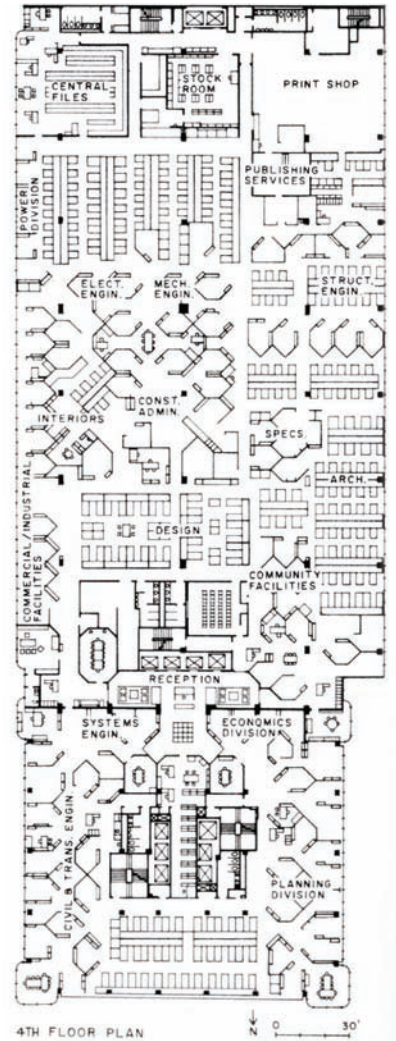 CENTRAL
FILES
STOCK
ROOM
PRINT SHOP
PUBLISHING
SERVICES
POWER DIVISION
ELECT.
ENGIN.
MECH.
ENGIN.
STRUCT.
ENGIN.
INTERIORS
CONST.
ADMIN.
SPECS.
ARCH.
DESIGN
COMMERCIAL/INDUSTRIAL
FACILITIES
COMMUNITY
FACILITIES
RECEPTION
SYSTEMS
ENGIN.
ECONOMICS
DIVISION
CIVIL & TRANS. ENGIN.
PLANNING
DIVISION
4TH FLOOR PLAN
N
0 30'